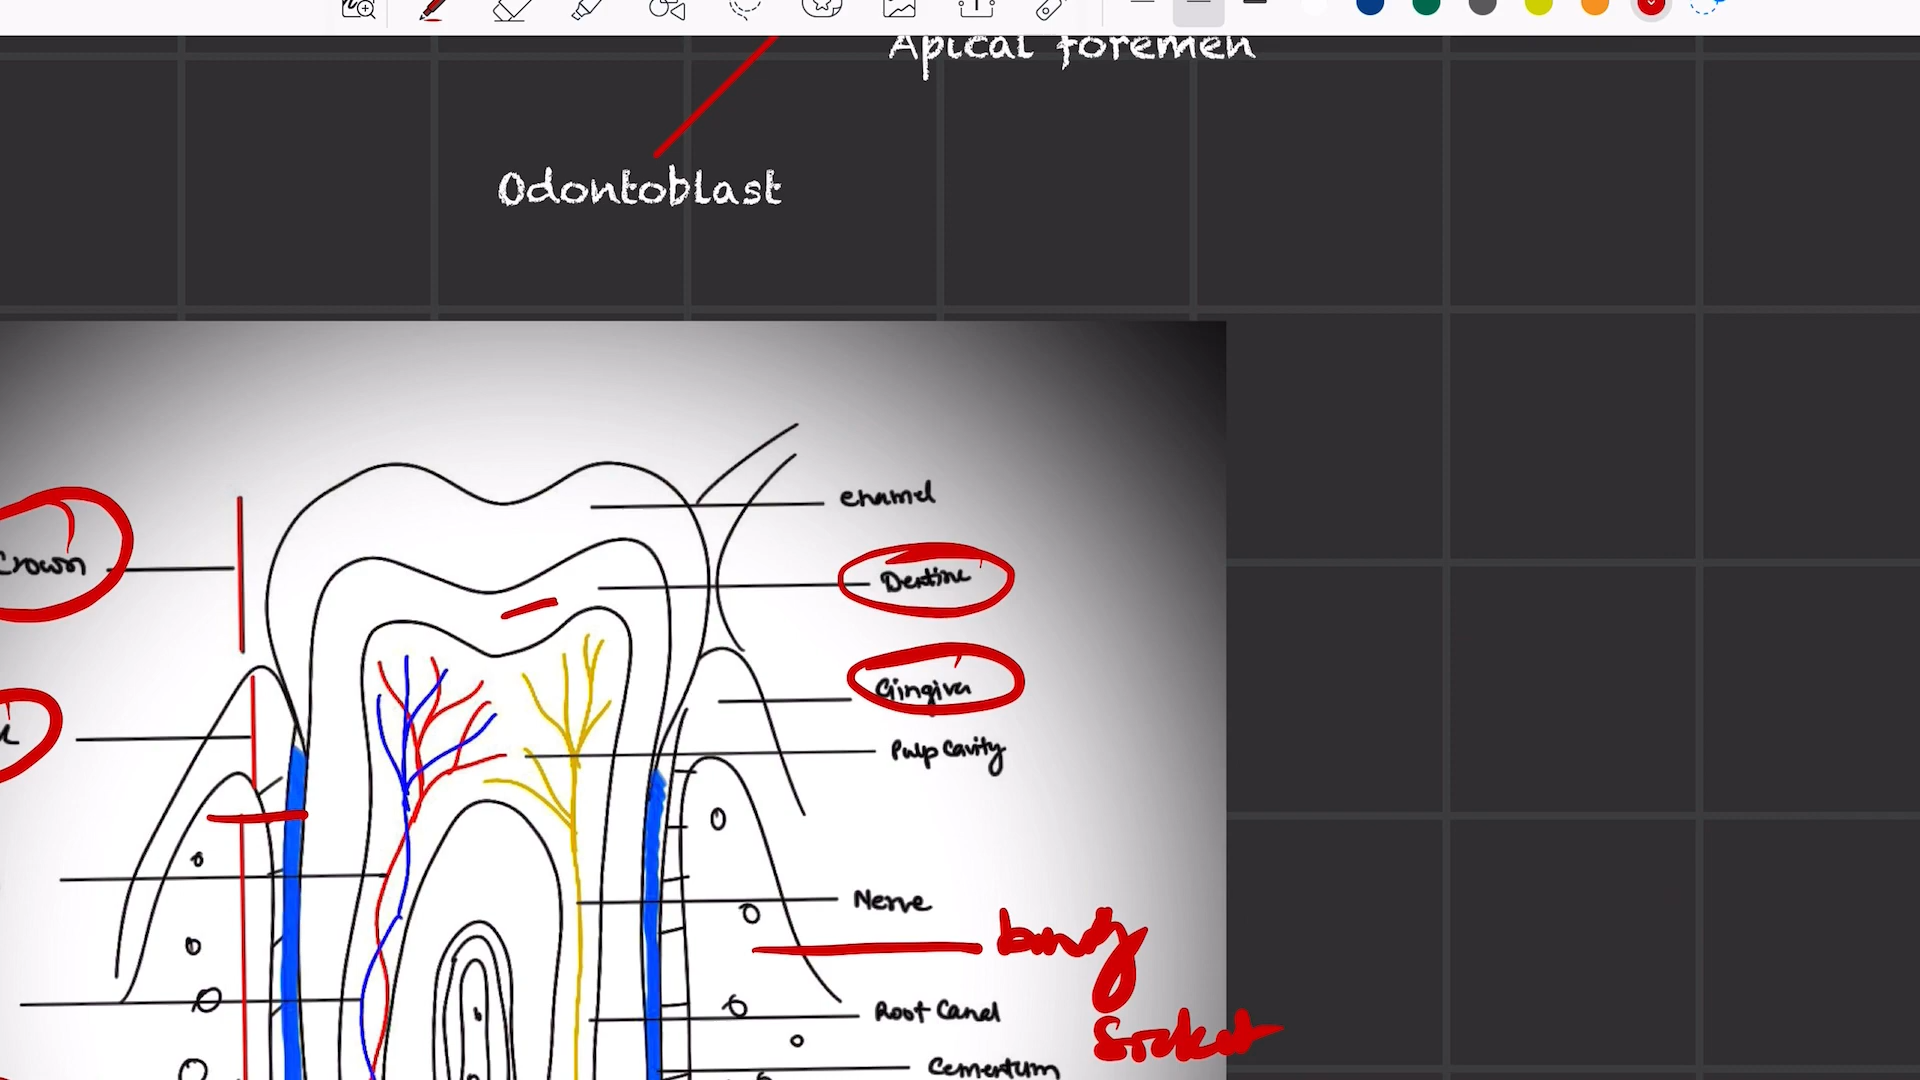 Apical foremen
Odontoblast
enamel
Crown
Dentine
Gingiva
Pulp Cavity
Nerve
bony
Socket
Root Canal
Cementum